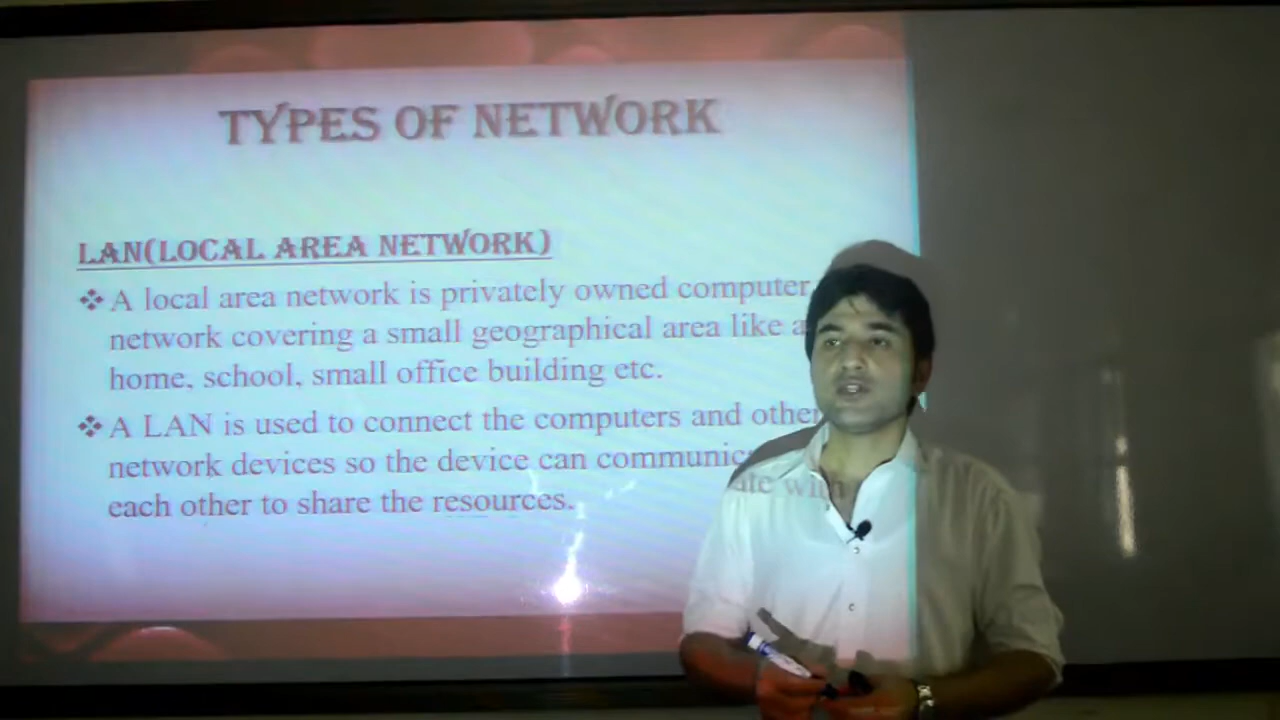 TYPES OF NETWORK
LAN(LOCAL AREA NETWORK)
❖ A local area network is privately owned computer
network covering a small geographical area like a
home, school, small office building etc.
❖ A LAN is used to connect the computers and other
network devices so the device can communicate with
each other to share the resources.